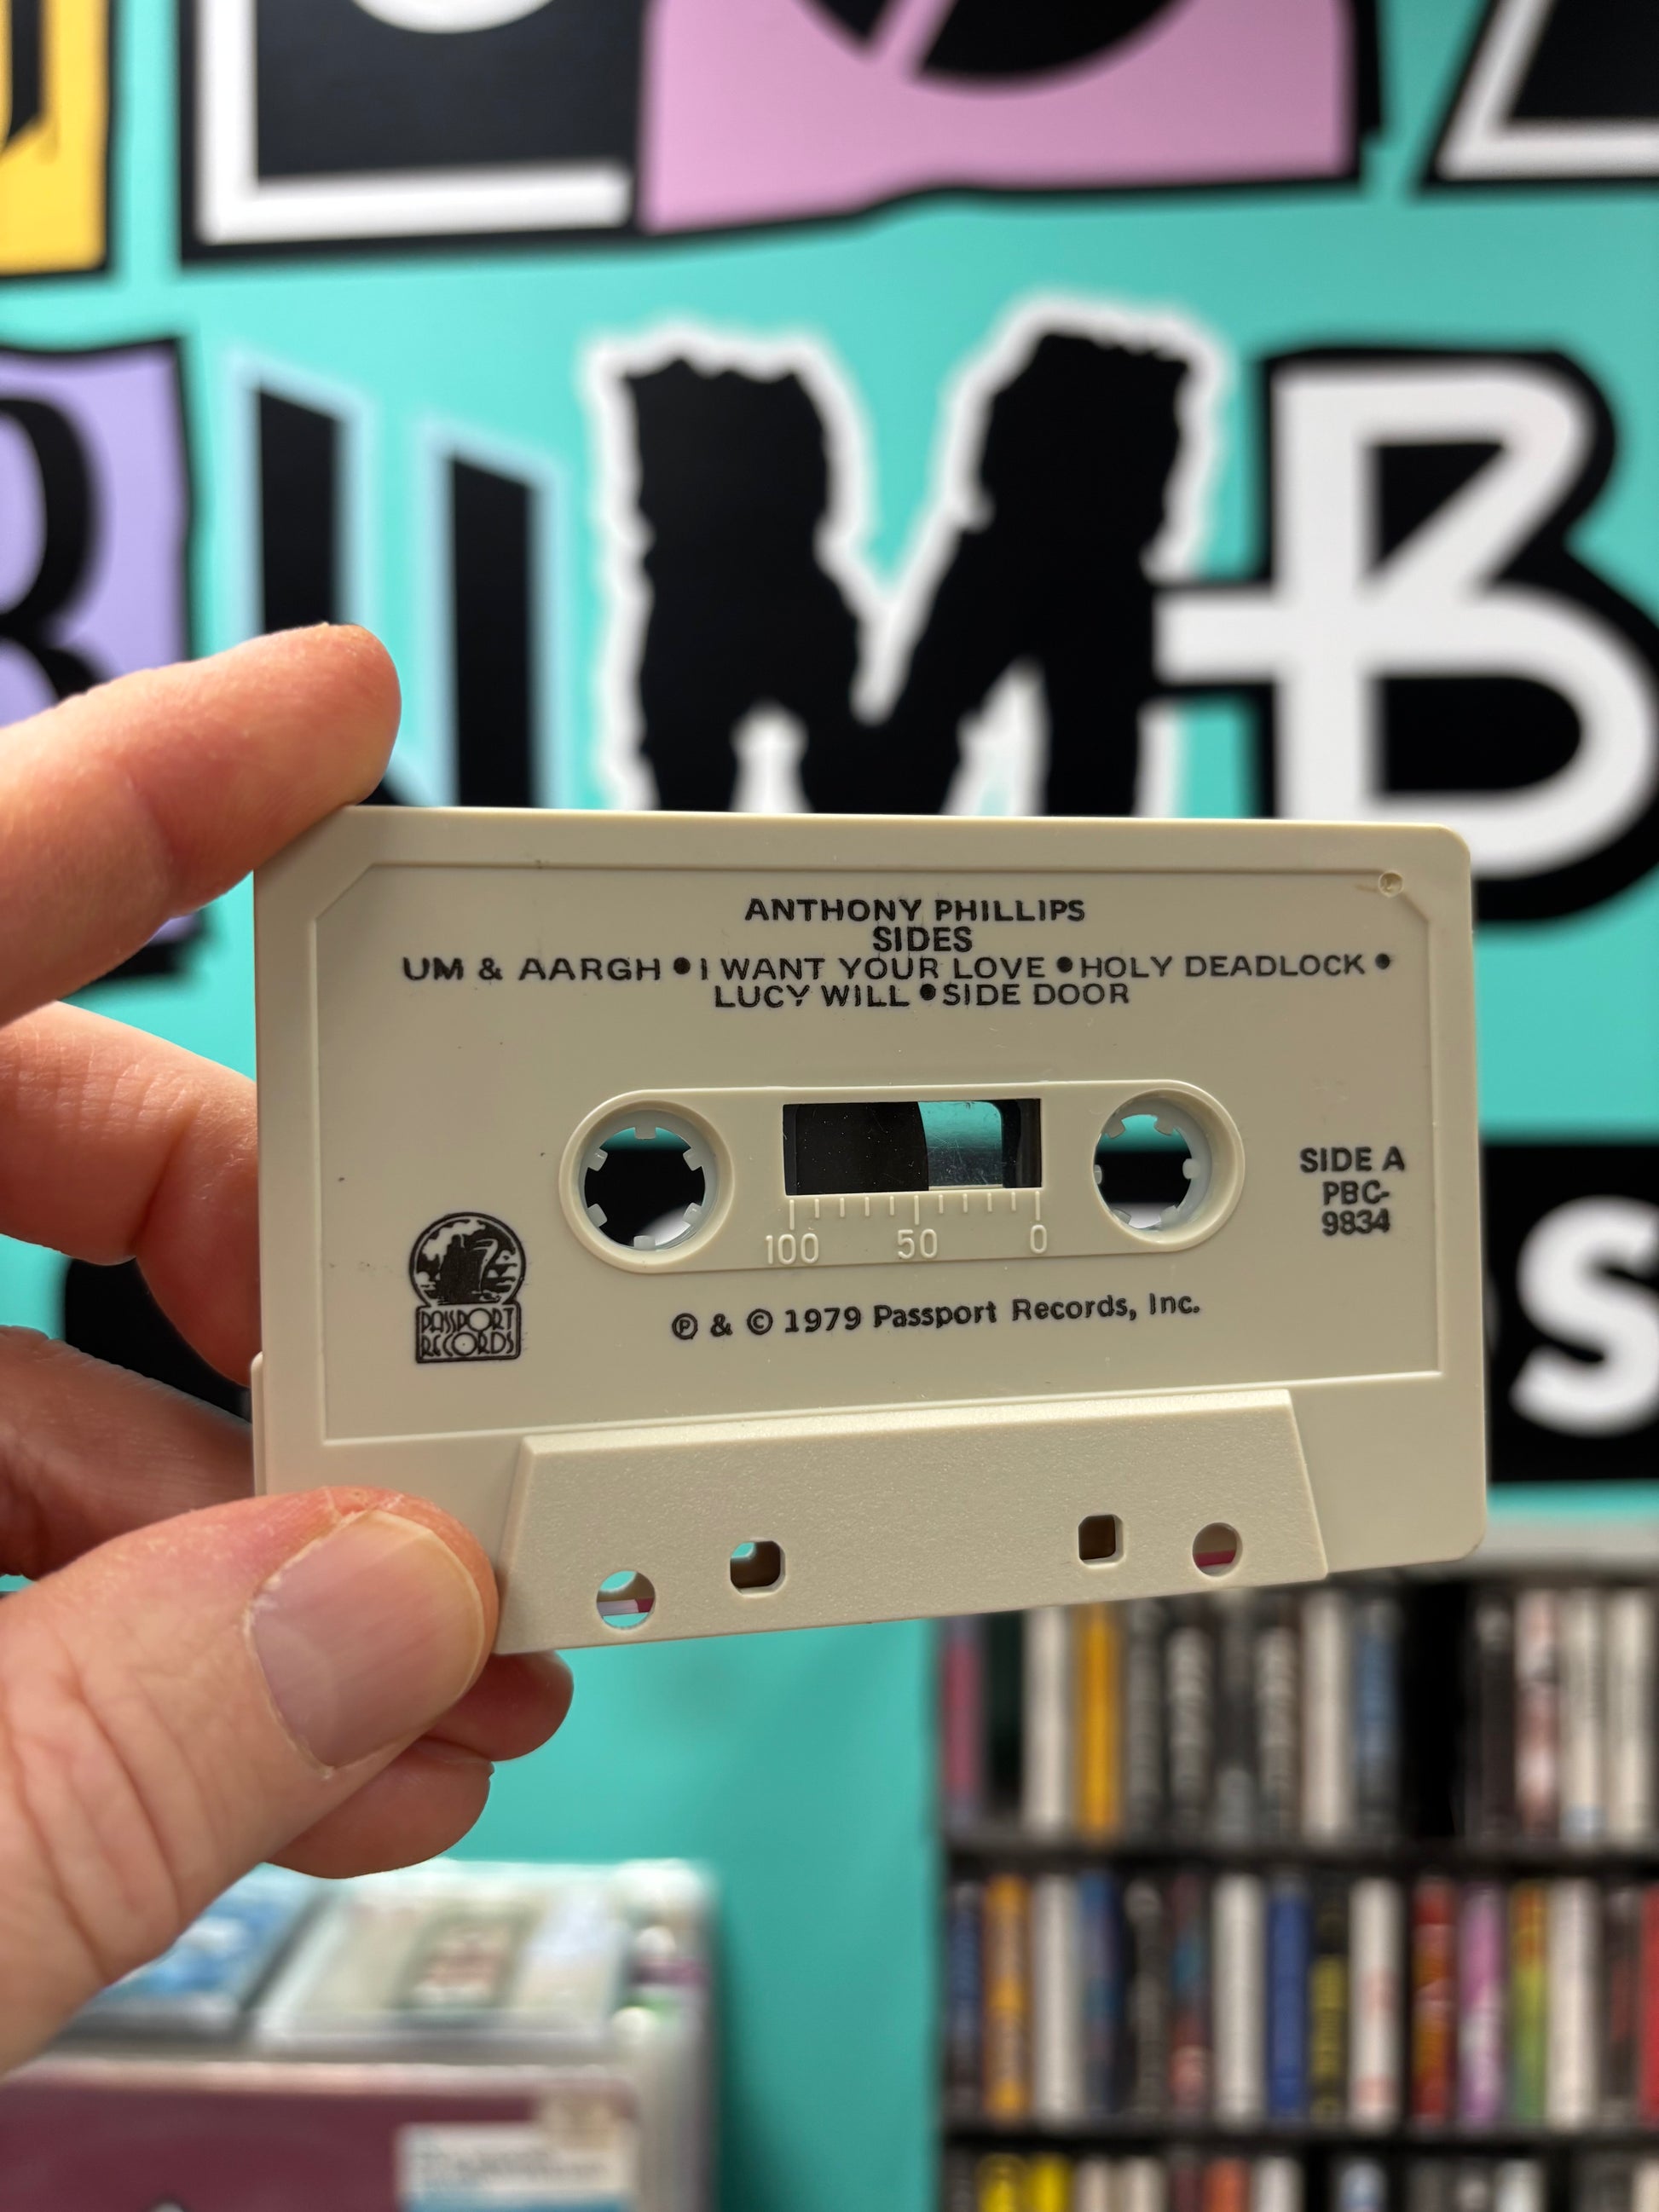 UMB
ANTHONY PHILLIPS
SIDES
UM & AARGH ● I WANT YOUR LOVE ● HOLY DEADLOCK ●
LUCY WILL ● SIDE DOOR
SIDE A
PBC-
9834
100 50 0
PASSPORT
RECORDS
Ⓟ & © 1979 Passport Records, Inc.